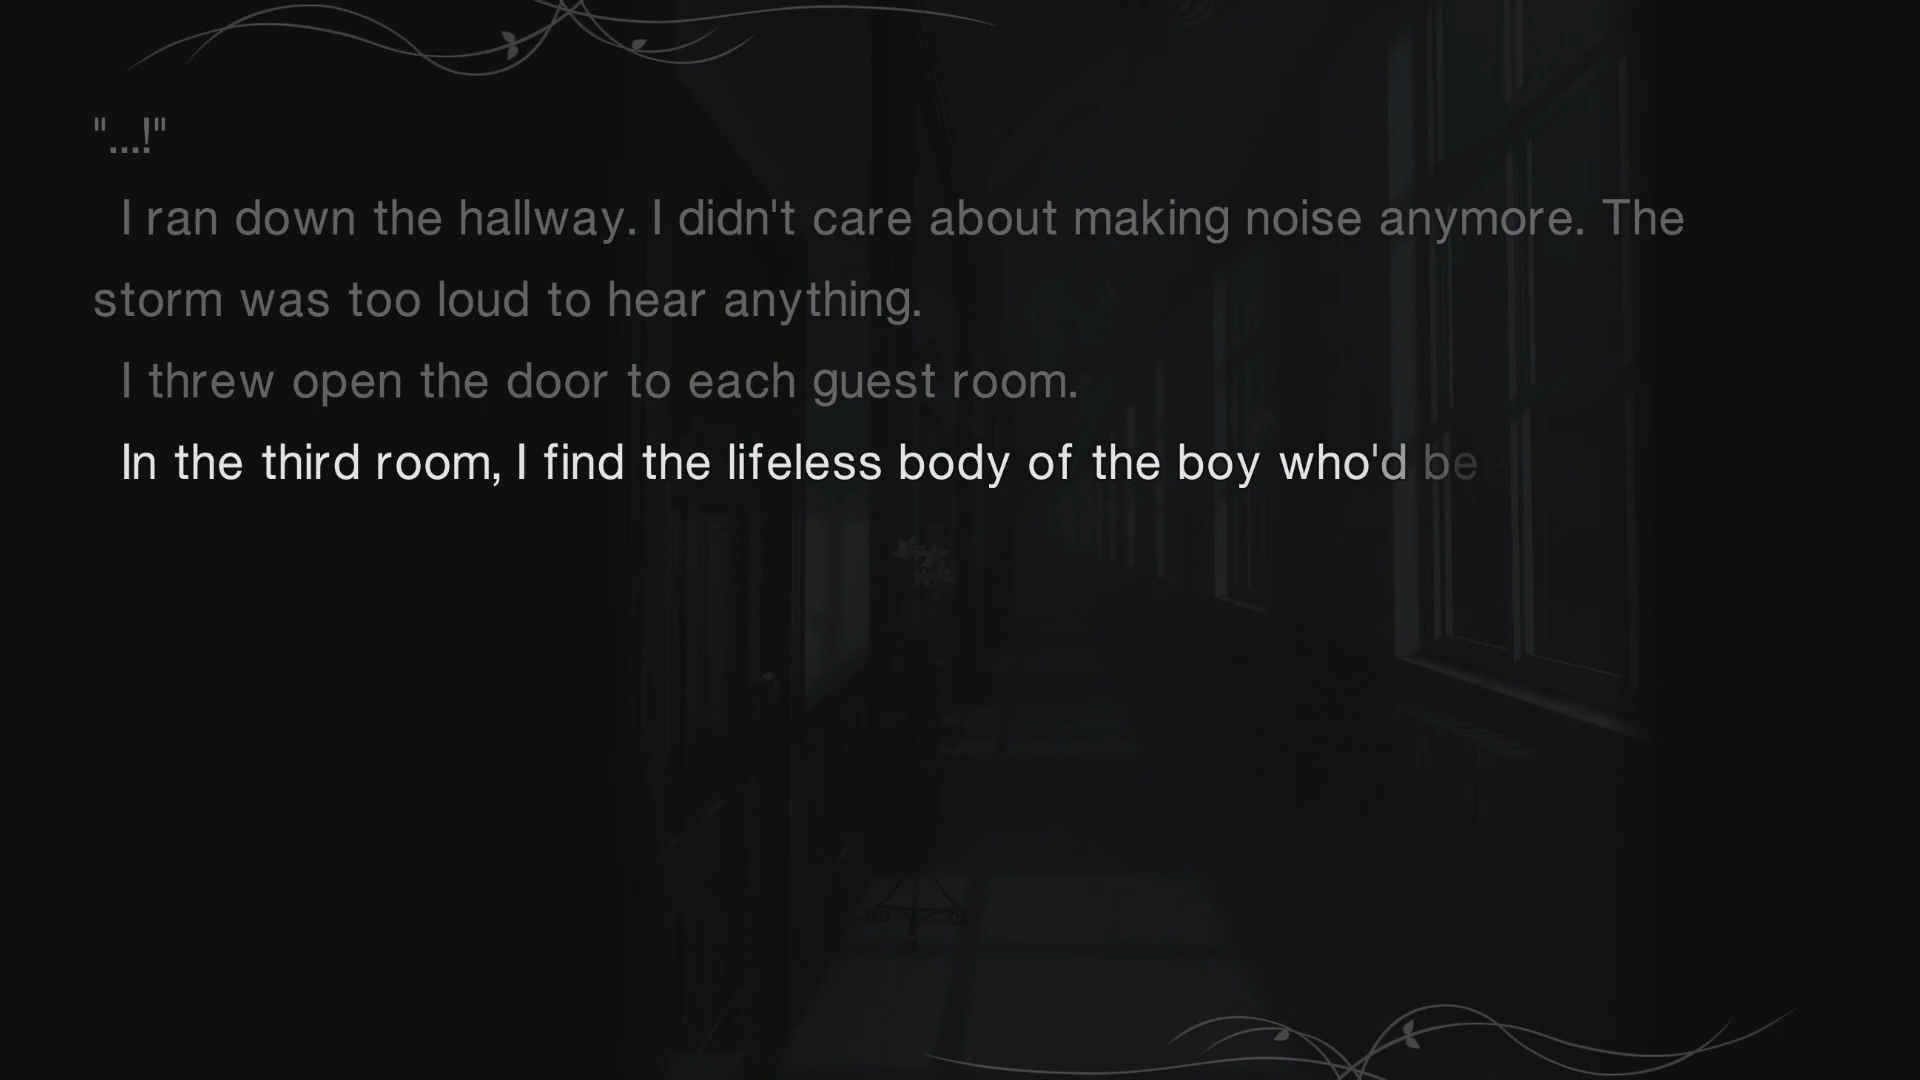 "...!"
I ran down the hallway. I didn't care about making noise anymore. The
storm was too loud to hear anything.
I threw open the door to each guest room.
In the third room, I find the lifeless body of the boy who'd bee